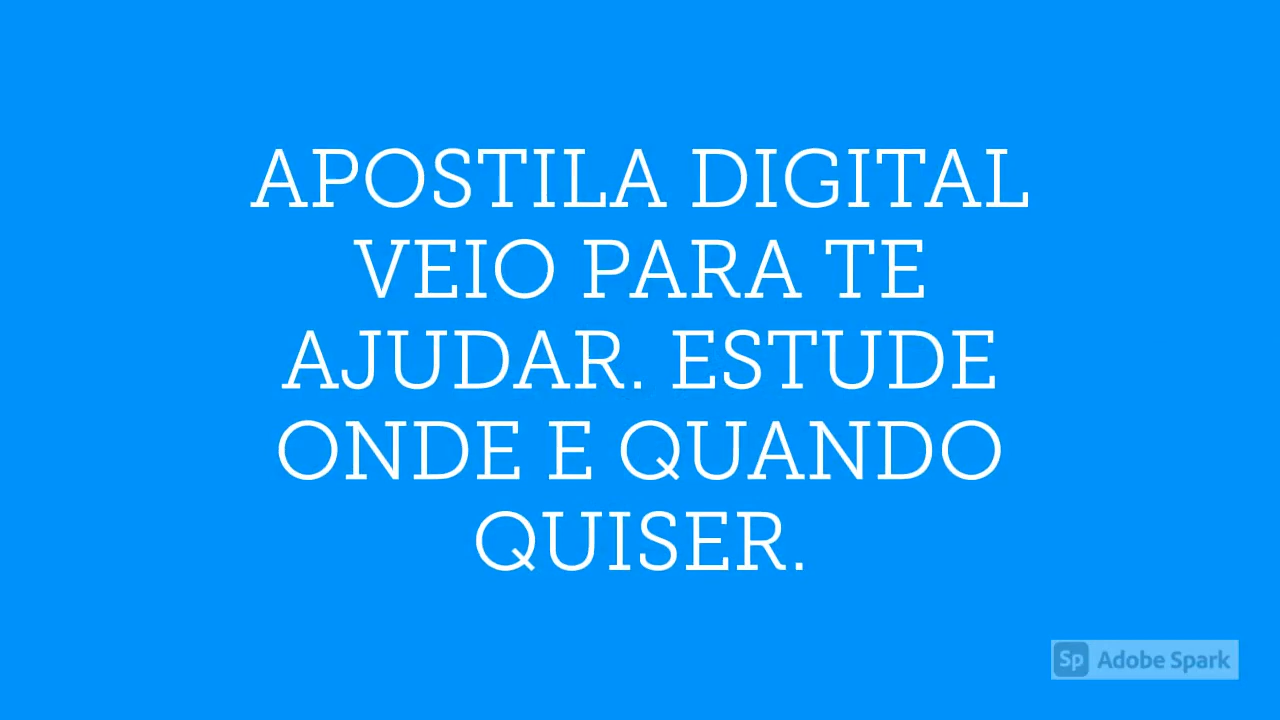 APOSTILA DIGITAL
VEIO PARA TE
AJUDAR. ESTUDE
ONDE E QUANDO
QUISER.
Sp Adobe Spark